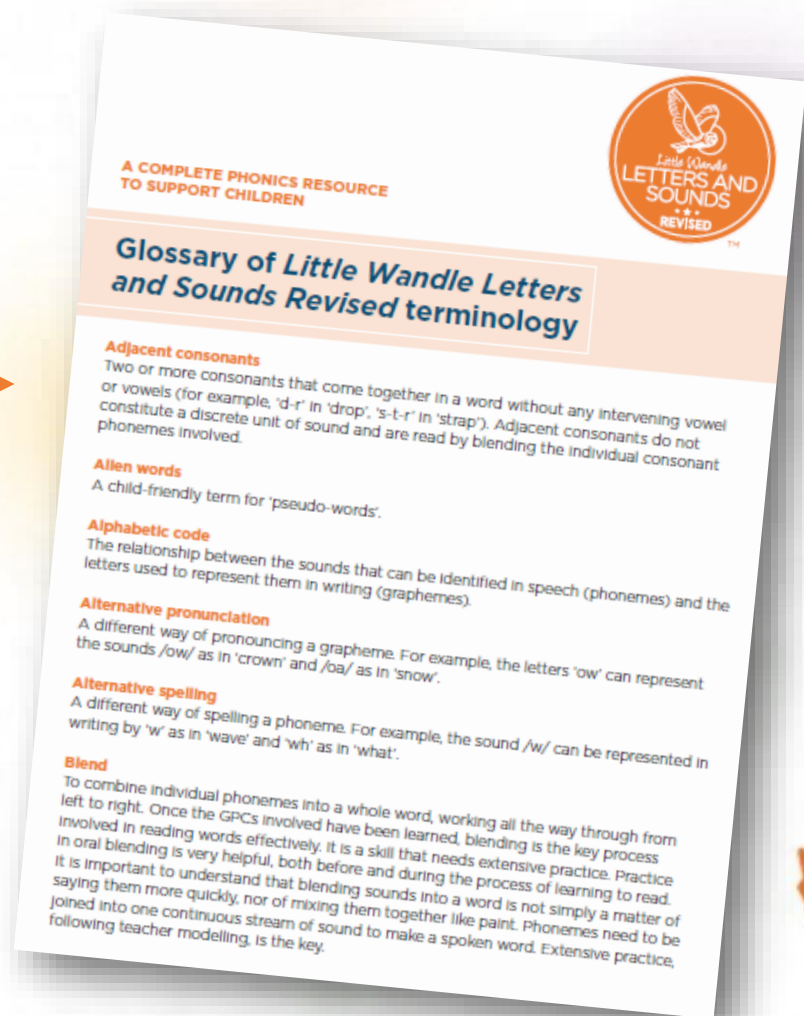 A COMPLETE PHONICS RESOURCE
TO SUPPORT CHILDREN
Little Wandle
LETTERS AND
SOUNDS
REVISED
TM
Glossary of Little Wandle Letters
and Sounds Revised terminology
Adjacent consonants
Two or more consonants that come together in a word without any intervening vowel
or vowels (for example, ‘d-r’ in ‘drop’, ‘s-t-r’ in ‘strap’). Adjacent consonants do not
constitute a discrete unit of sound and are read by blending the individual consonant
phonemes involved.
Alien words
A child-friendly term for ‘pseudo-words’.
Alphabetic code
The relationship between the sounds that can be identified in speech (phonemes) and the
letters used to represent them in writing (graphemes).
Alternative pronunciation
A different way of pronouncing a grapheme. For example, the letters ‘ow’ can represent
the sounds /ow/ as in ‘crown’ and /oa/ as in ‘snow’.
Alternative spelling
A different way of spelling a phoneme. For example, the sound /w/ can be represented in
writing by ‘w’ as in ‘wave’ and ‘wh’ as in ‘what’.
Blend
To combine individual phonemes into a whole word, working all the way through from
left to right. Once the GPCs involved have been learned, blending is the key process
involved in reading words effectively. It is a skill that needs extensive practice. Practice
in oral blending is very helpful, both before and during the process of learning to read.
It is important to understand that blending sounds into a word is not simply a matter of
saying them more quickly, nor of mixing them together like paint. Phonemes need to be
joined into one continuous stream of sound to make a spoken word. Extensive practice,
following teacher modelling, is the key.